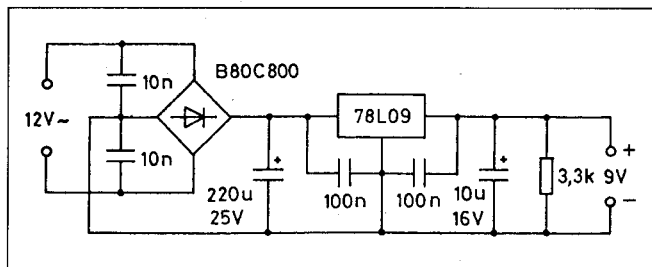 10n
B80C800
12V~
10n
78L09
+
220u
25V
100n
100n
+
10u
16V
3,3k
+
9V
−